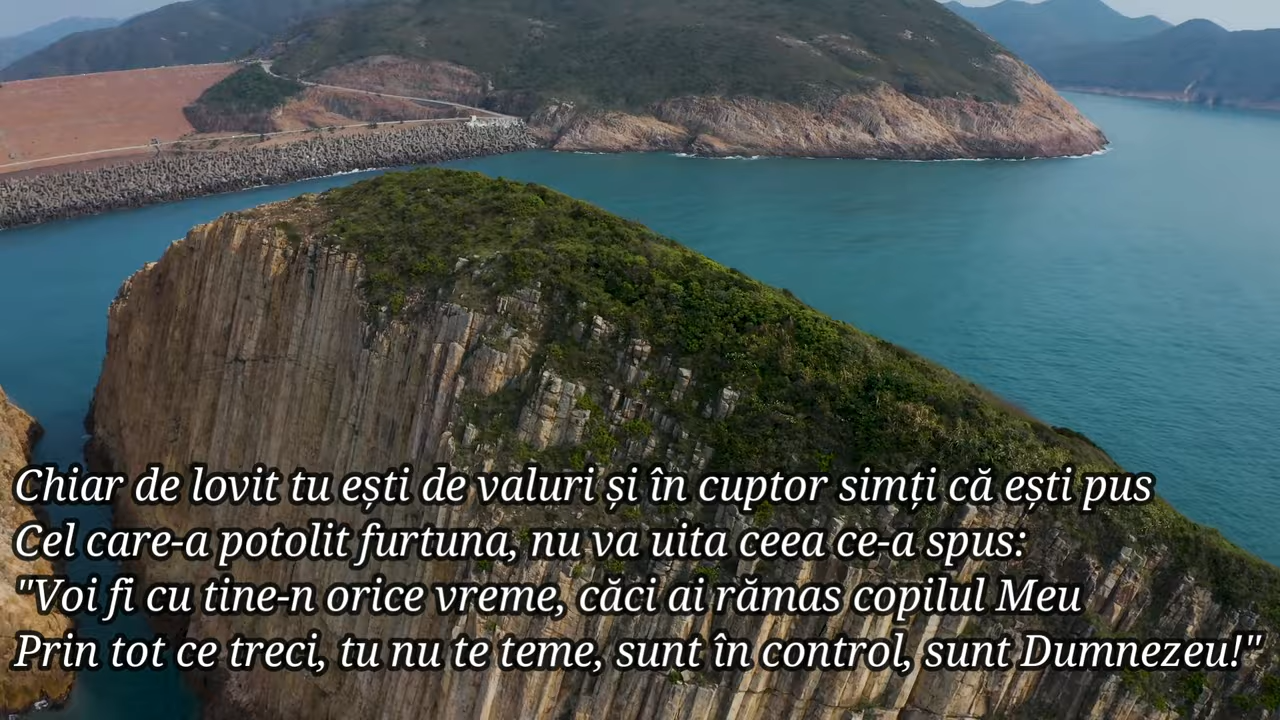 Chiar de lovit tu ești de valuri și în cuptor simți că ești pus
Cel care-a potolit furtuna, nu va uita ceea ce-a spus:
"Voi fi cu tine-n orice vreme, căci ai rămas copilul Meu
Prin tot ce treci, tu nu te teme, sunt în control, sunt Dumnezeu!"